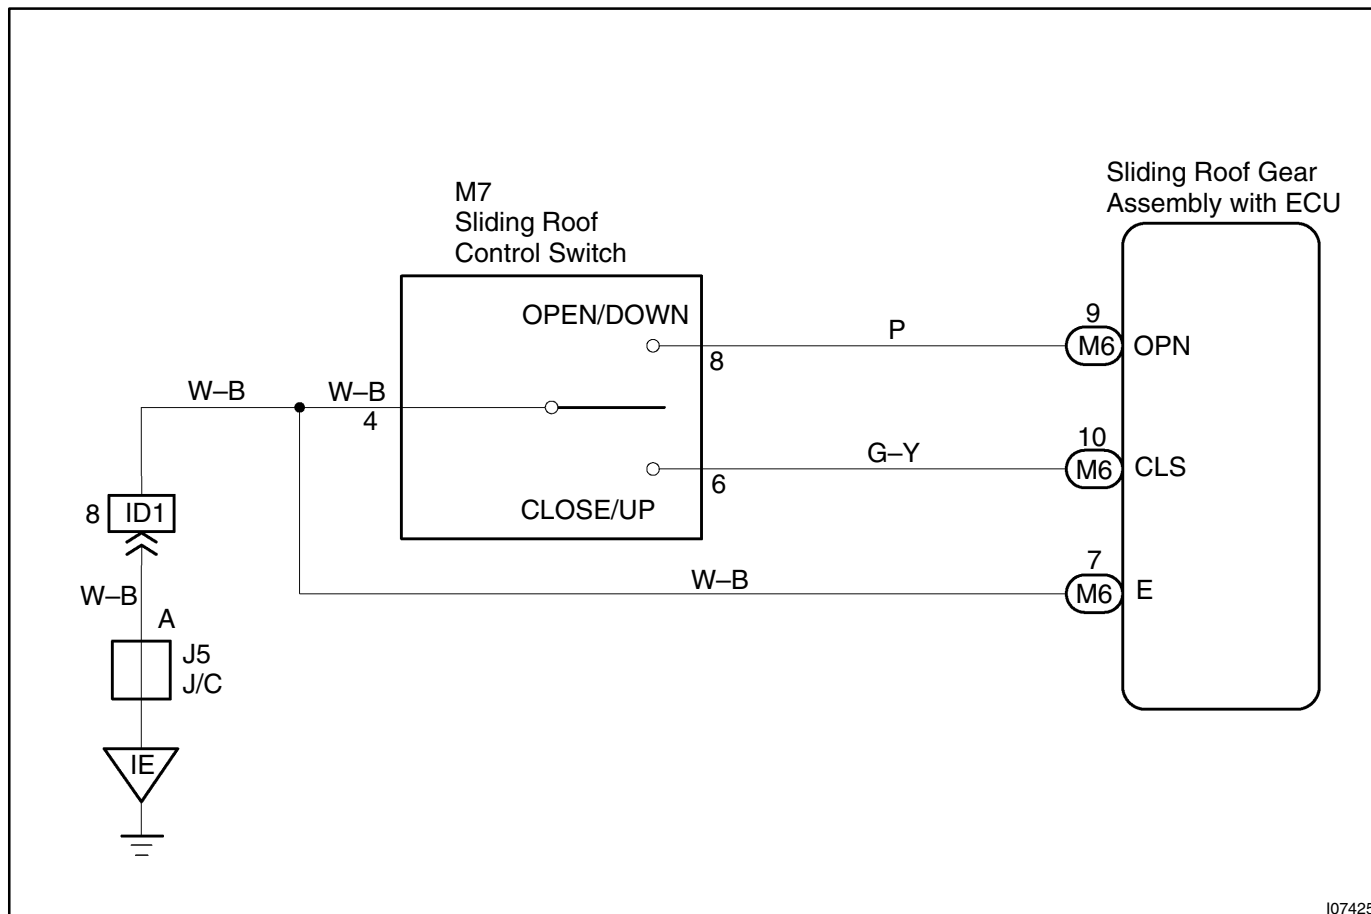 Sliding Roof Gear
Assembly with ECU
M7
Sliding Roof
Control Switch
OPEN/DOWN
8
P
9
M6
OPN
W–B
W–B
4
CLOSE/UP
6
G–Y
10
M6
CLS
8
ID1
W–B
7
M6
E
W–B
A
J5
J/C
IE
I07425